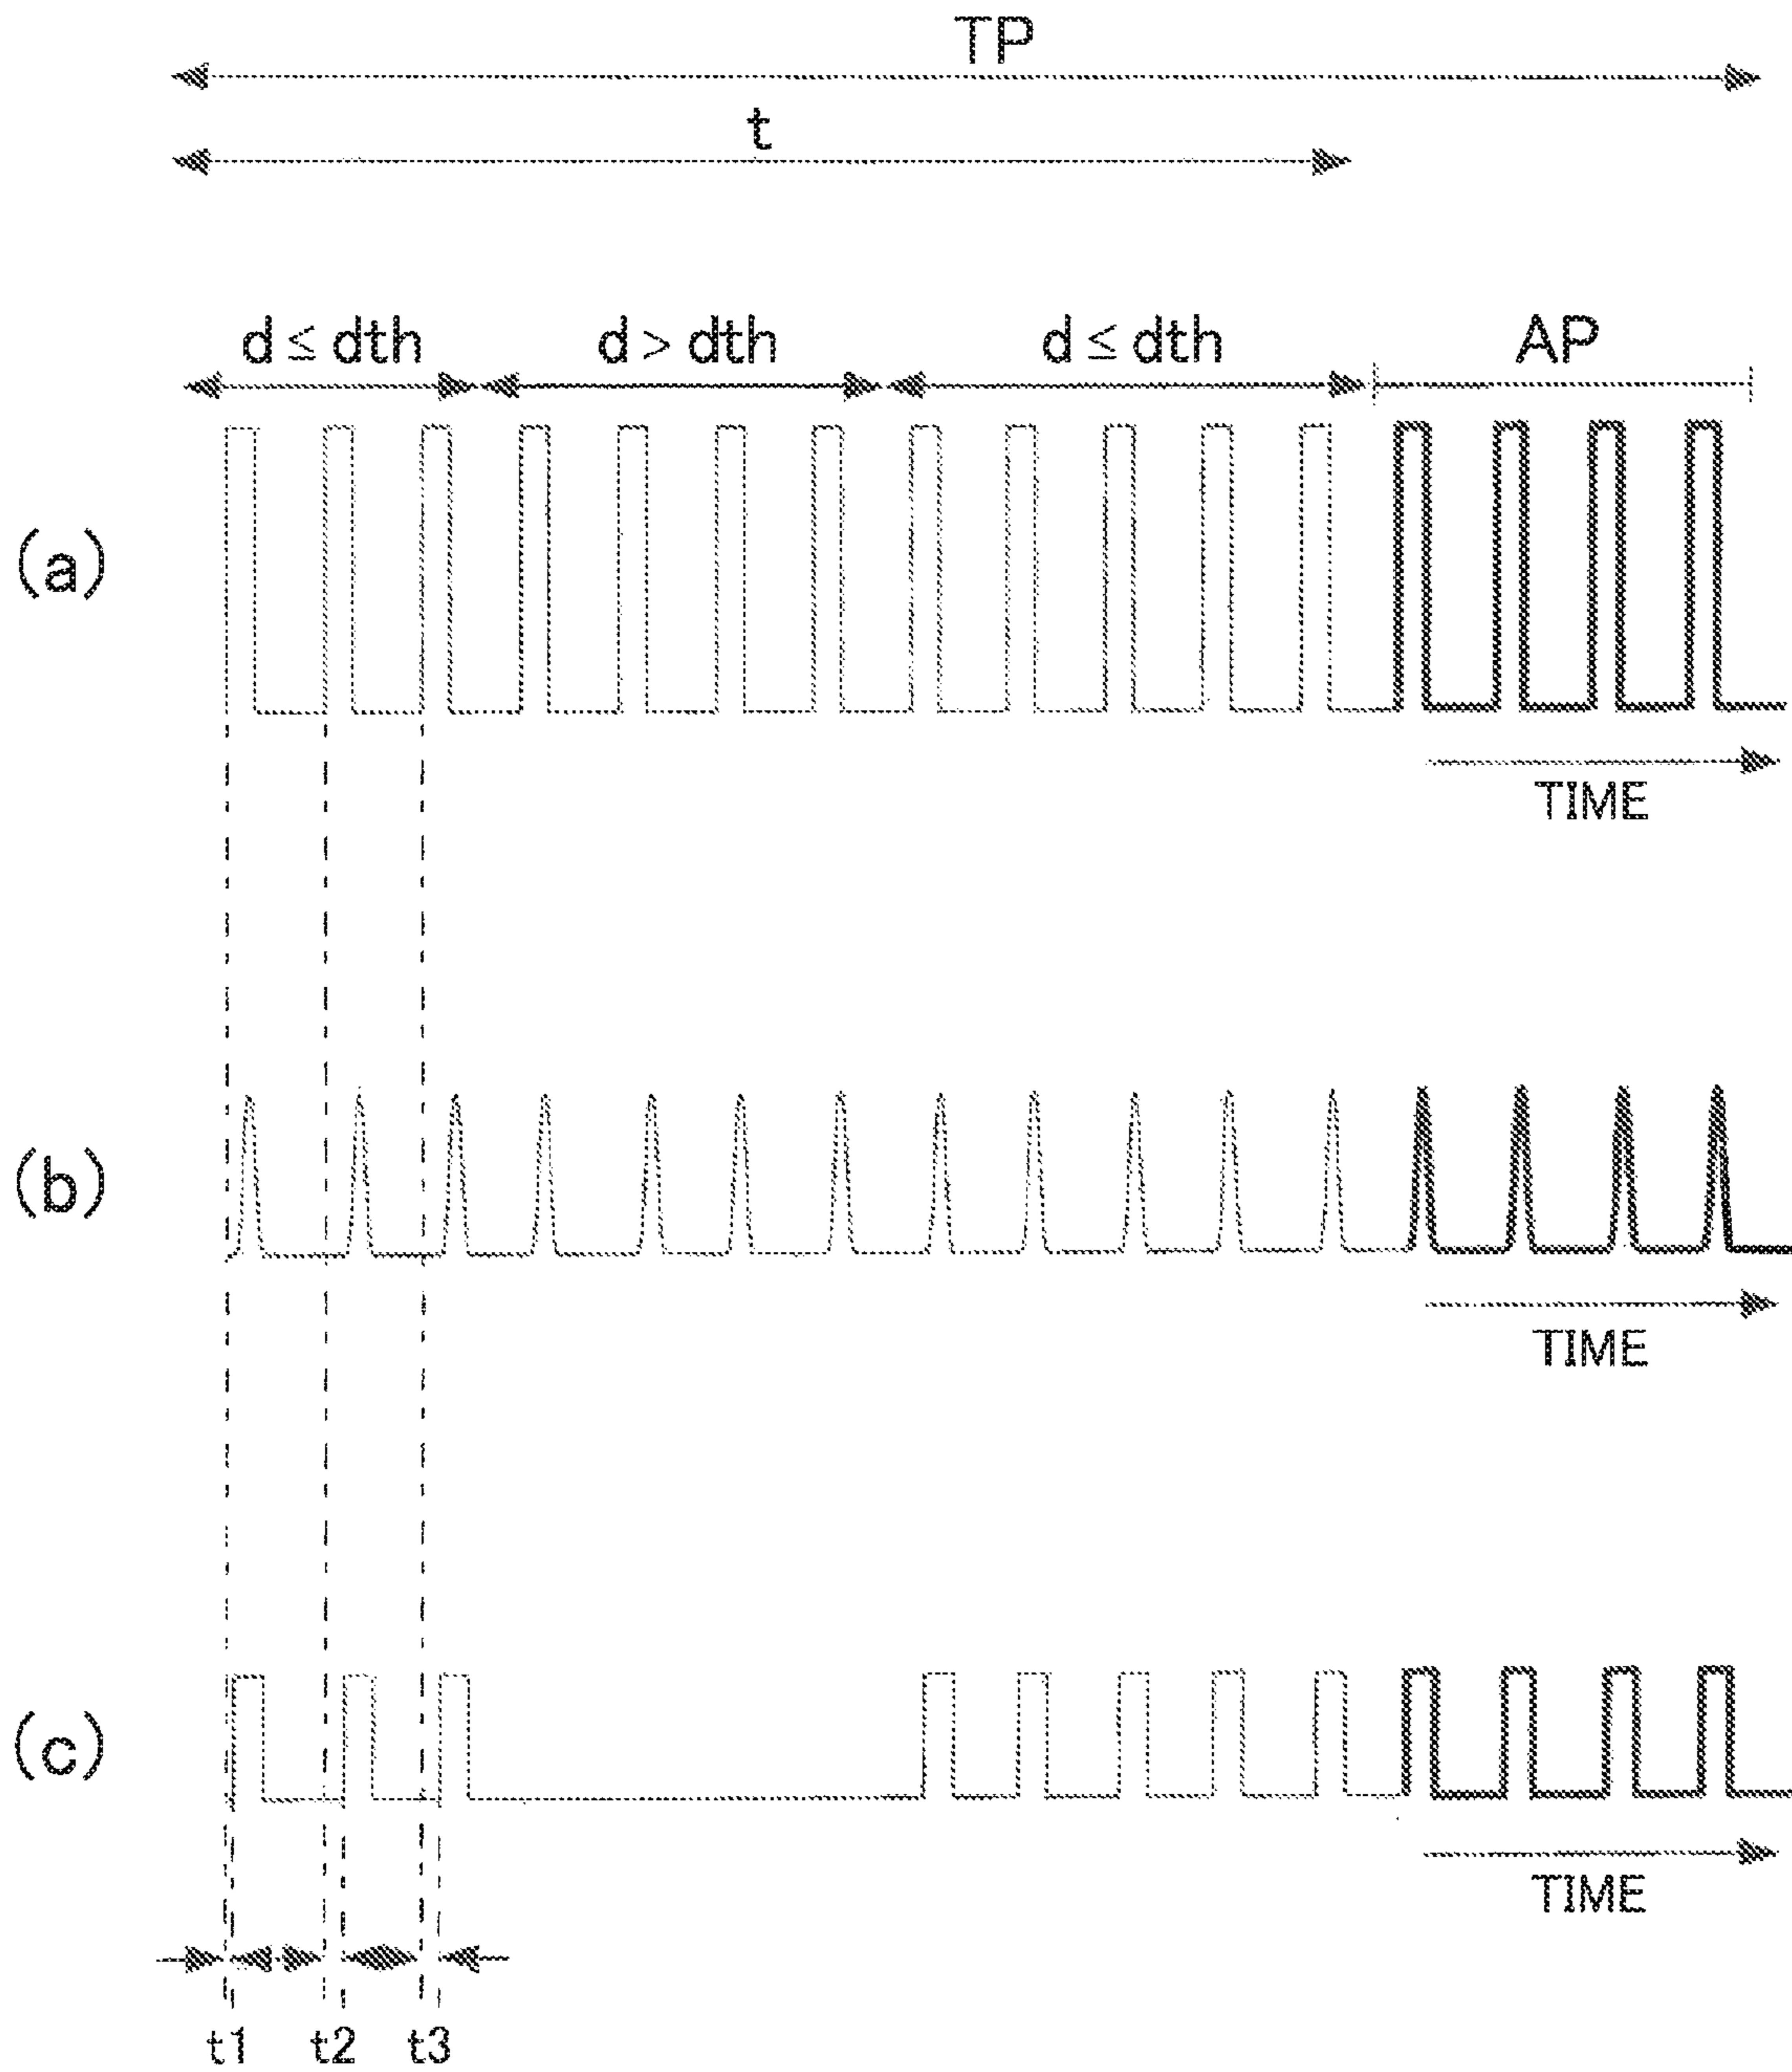 TP
t
d ≤ dth
d > dth
d ≤ dth
AP
(a)
TIME
(b)
TIME
(c)
TIME
t1
t2
t3